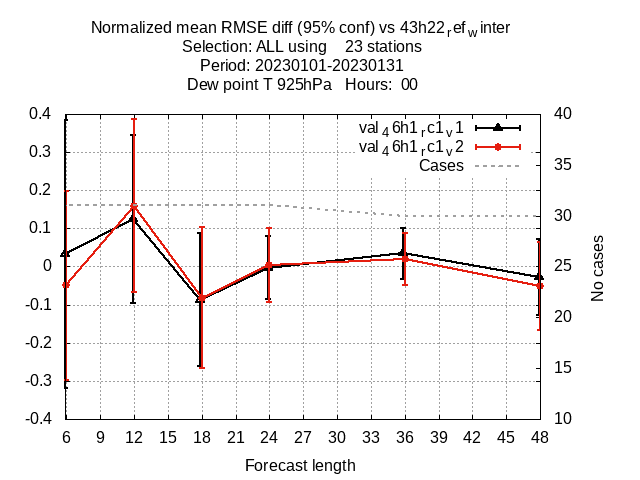 Normalized mean RMSE diff (95% conf) vs 43h22refwinter
Selection: ALL using 23 stations
Period: 20230101-20230131
Dew point T 925hPa Hours: 00
val46h1rc1v1
val46h1rc1v2
Cases
0.4
0.3
0.2
0.1
0
-0.1
-0.2
-0.3
-0.4
40
35
30
25
20
15
10
No cases
6 9 12 15 18 21 24 27 30 33 36 39 42 45 48
Forecast length